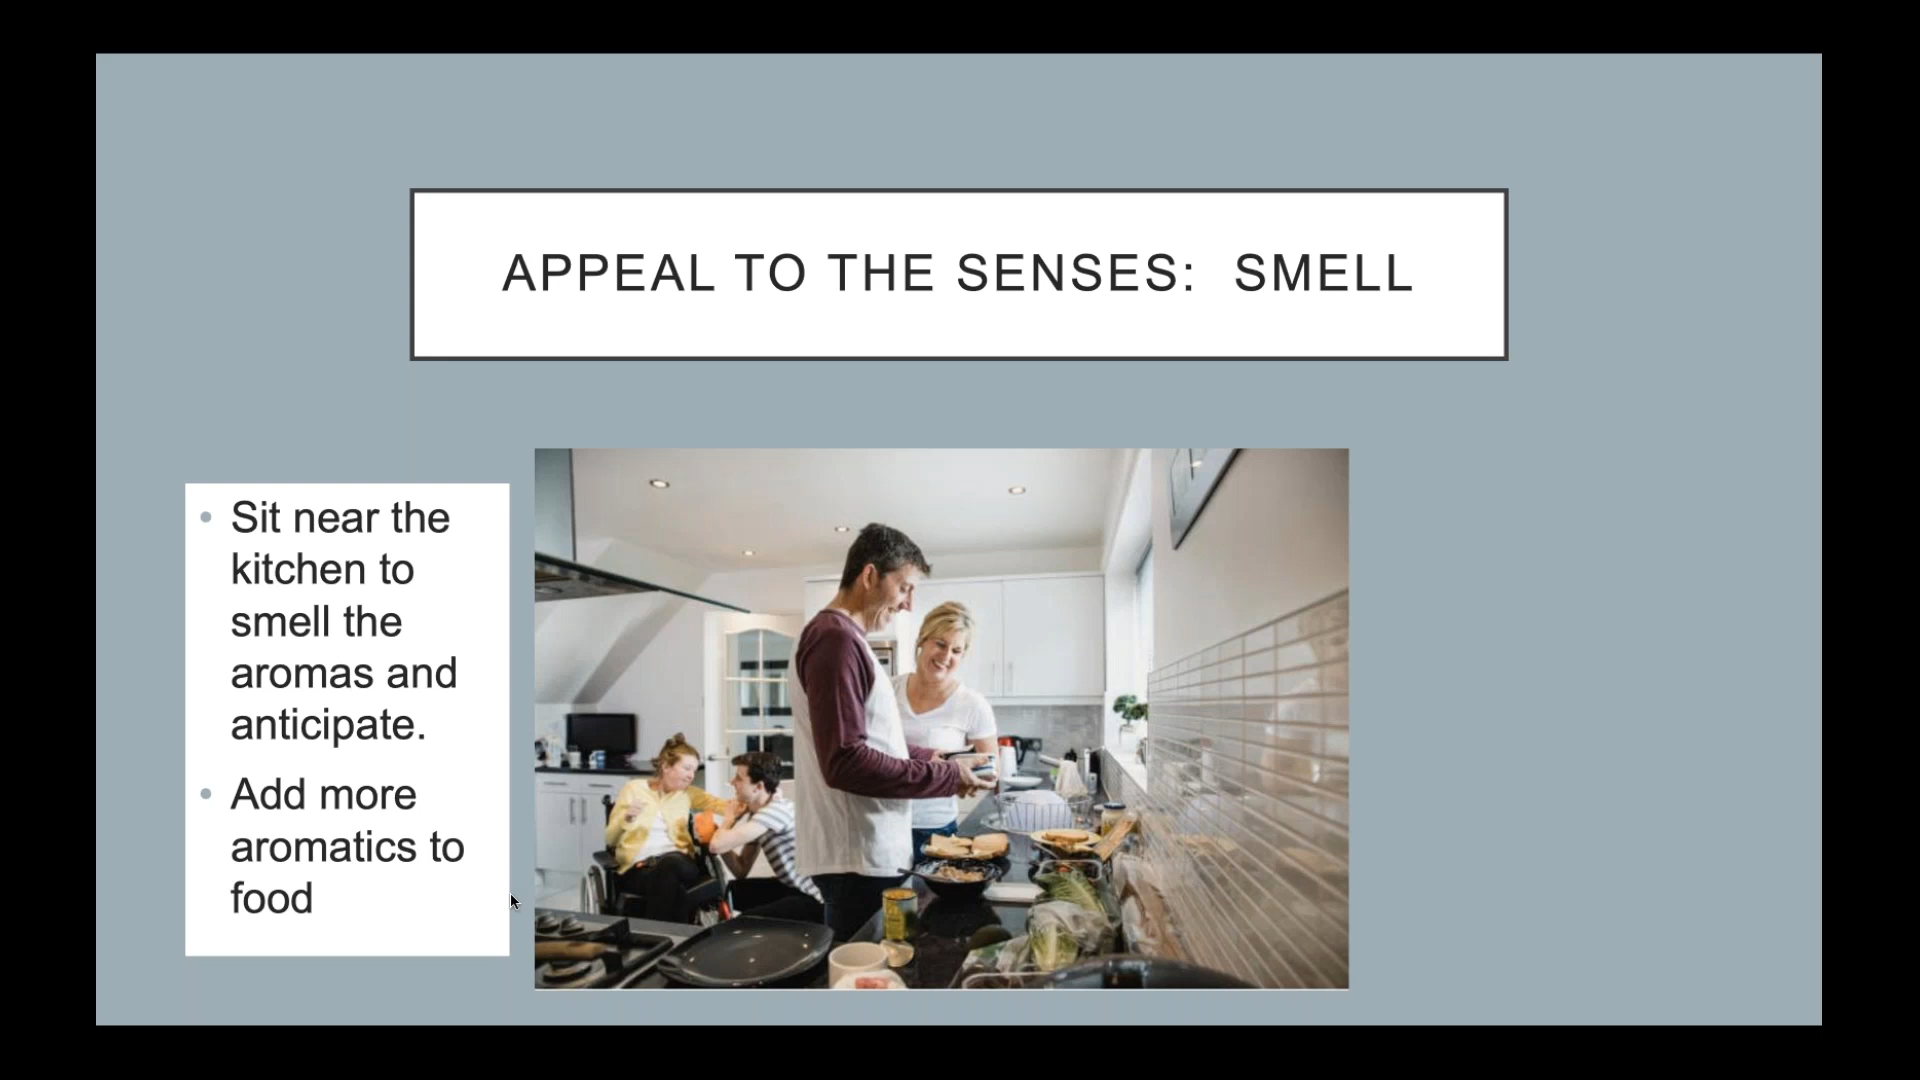 APPEAL TO THE SENSES:  SMELL
• Sit near the
kitchen to
smell the
aromas and
anticipate.
• Add more
aromatics to
food